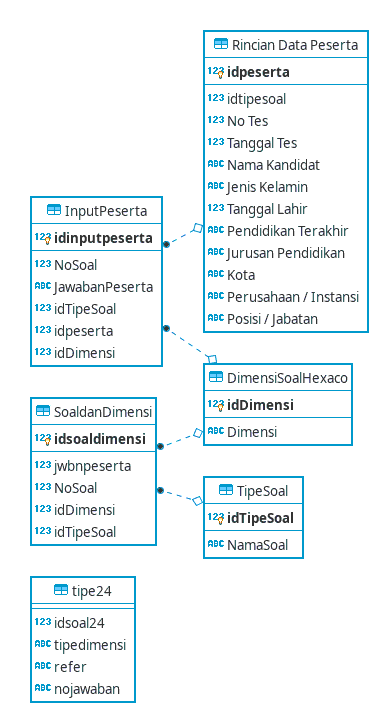 Rincian Data Peserta
123 idpeserta
123 idtipesoal
123 No Tes
123 Tanggal Tes
ABC Nama Kandidat
ABC Jenis Kelamin
123 Tanggal Lahir
ABC Pendidikan Terakhir
ABC Jurusan Pendidikan
ABC Kota
ABC Perusahaan / Instansi
ABC Posisi / Jabatan
InputPeserta
123 idinputpeserta
123 NoSoal
ABC JawabanPeserta
123 idTipeSoal
123 idpeserta
123 idDimensi
DimensiSoalHexaco
123 idDimensi
ABC Dimensi
SoaldanDimensi
123 idsoaldimensi
123 jwbnpeserta
123 NoSoal
123 idDimensi
123 idTipeSoal
TipeSoal
123 idTipeSoal
ABC NamaSoal
tipe24
123 idsoal24
ABC tipedimensi
ABC refer
ABC nojawaban